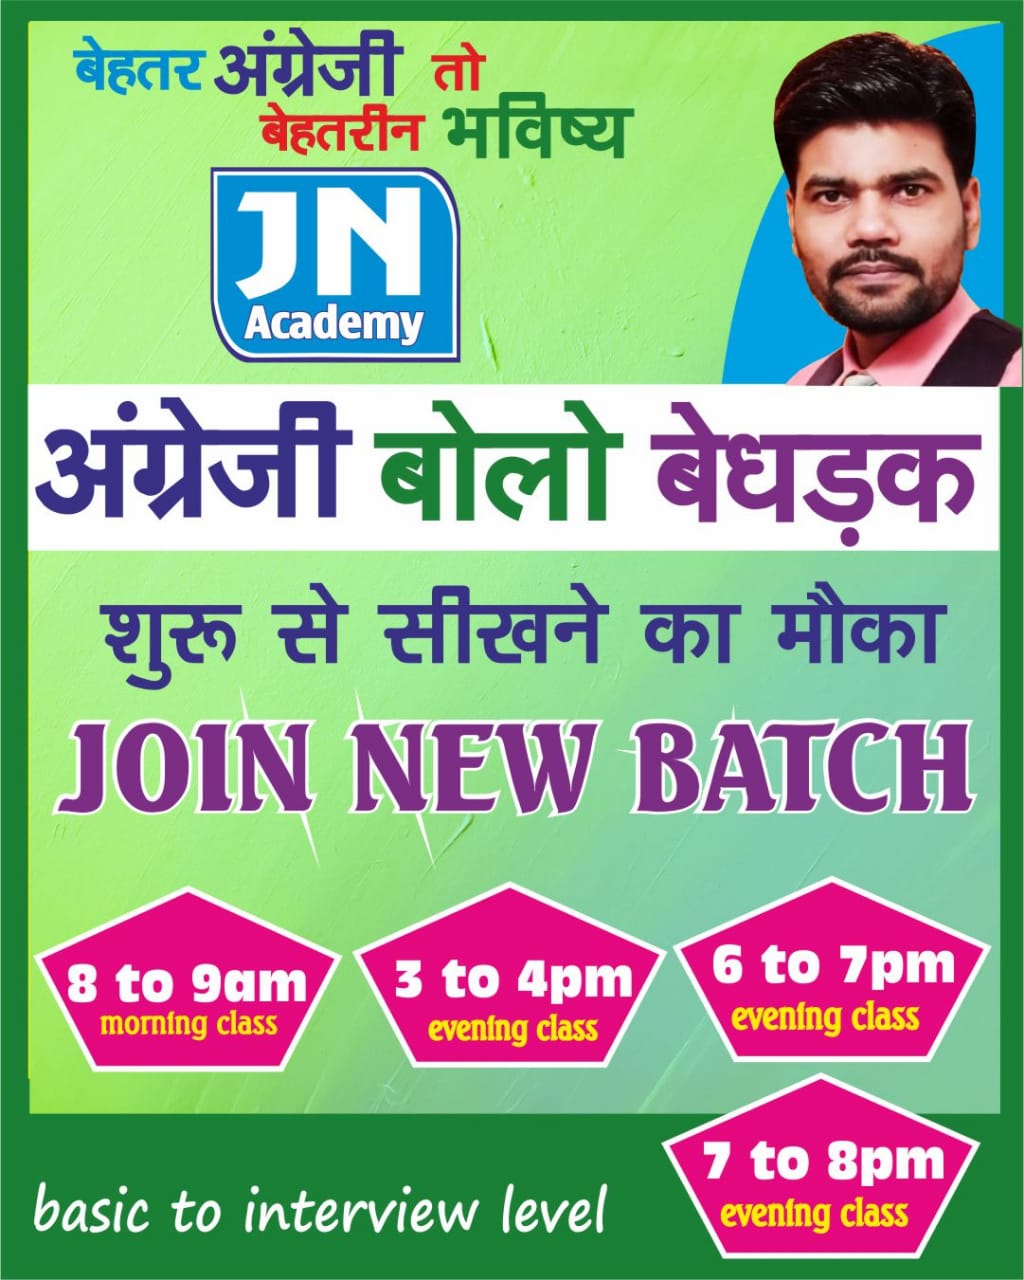 बेहतर अंग्रेजी तो
बेहतरीन भविष्य
JN
Academy
अंग्रेजी बोलो बेधड़क
शुरू से सीखने का मौका
JOIN NEW BATCH
8 to 9am
morning class
3 to 4pm
evening class
6 to 7pm
evening class
7 to 8pm
evening class
basic to interview level